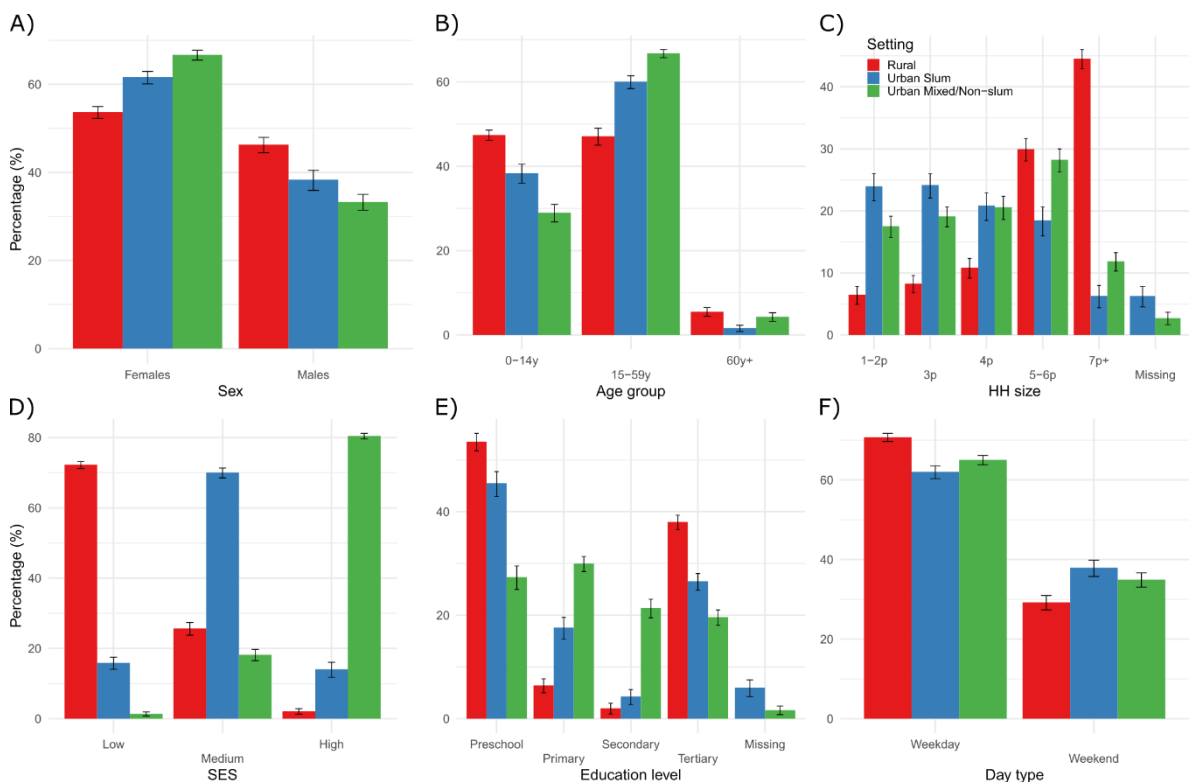 A)
Percentage (%)
60
40
20
0
Females
Males
Sex
B)
60
40
20
0
0−14y
15−59y
60y+
Age group
C)
Setting
Rural
Urban Slum
Urban Mixed/Non−slum
40
30
20
10
0
1−2p
3p
4p
5−6p
7p+
Missing
HH size
D)
Percentage (%)
80
60
40
20
0
Low
Medium
High
SES
E)
40
20
0
Preschool
Primary
Secondary
Tertiary
Missing
Education level
F)
60
40
20
0
Weekday
Weekend
Day type